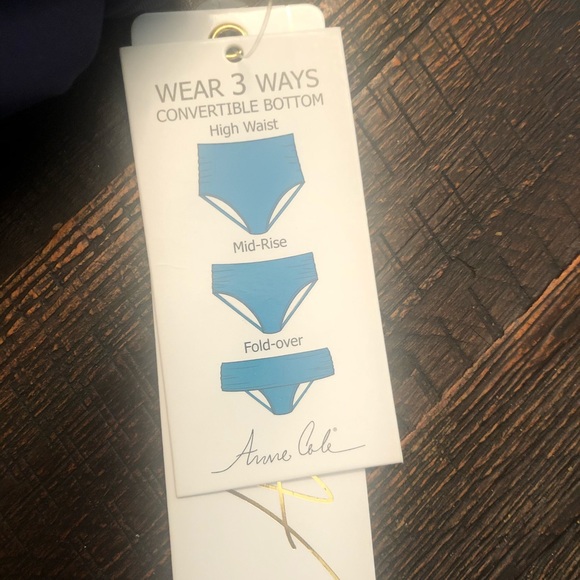 WEAR 3 WAYS
CONVERTIBLE BOTTOM
High Waist
Mid-Rise
Fold-over
Anne Cole®